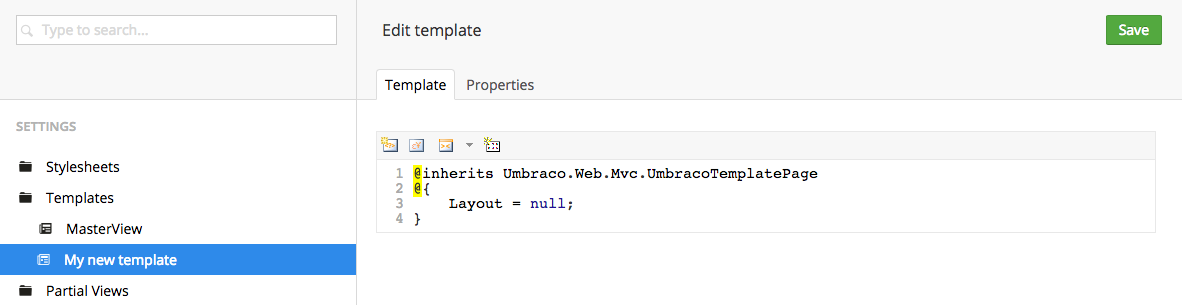 Type to search...
Edit template
Save
Template
Properties
SETTINGS
Stylesheets
Templates
MasterView
My new template
Partial Views
1 @inherits Umbraco.Web.Mvc.UmbracoTemplatePage
2 @{
3     Layout = null;
4 }